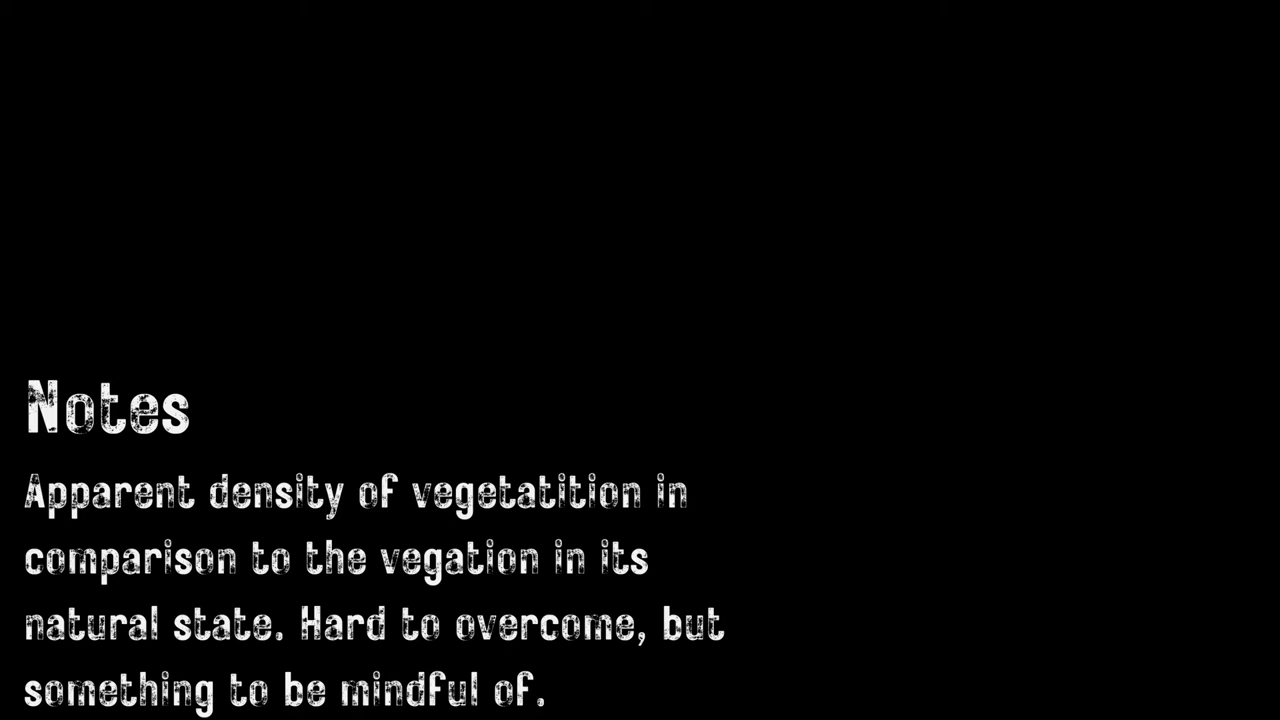 Notes
Apparent density of vegetatition in
comparison to the vegation in its
natural state. Hard to overcome, but
something to be mindful of.